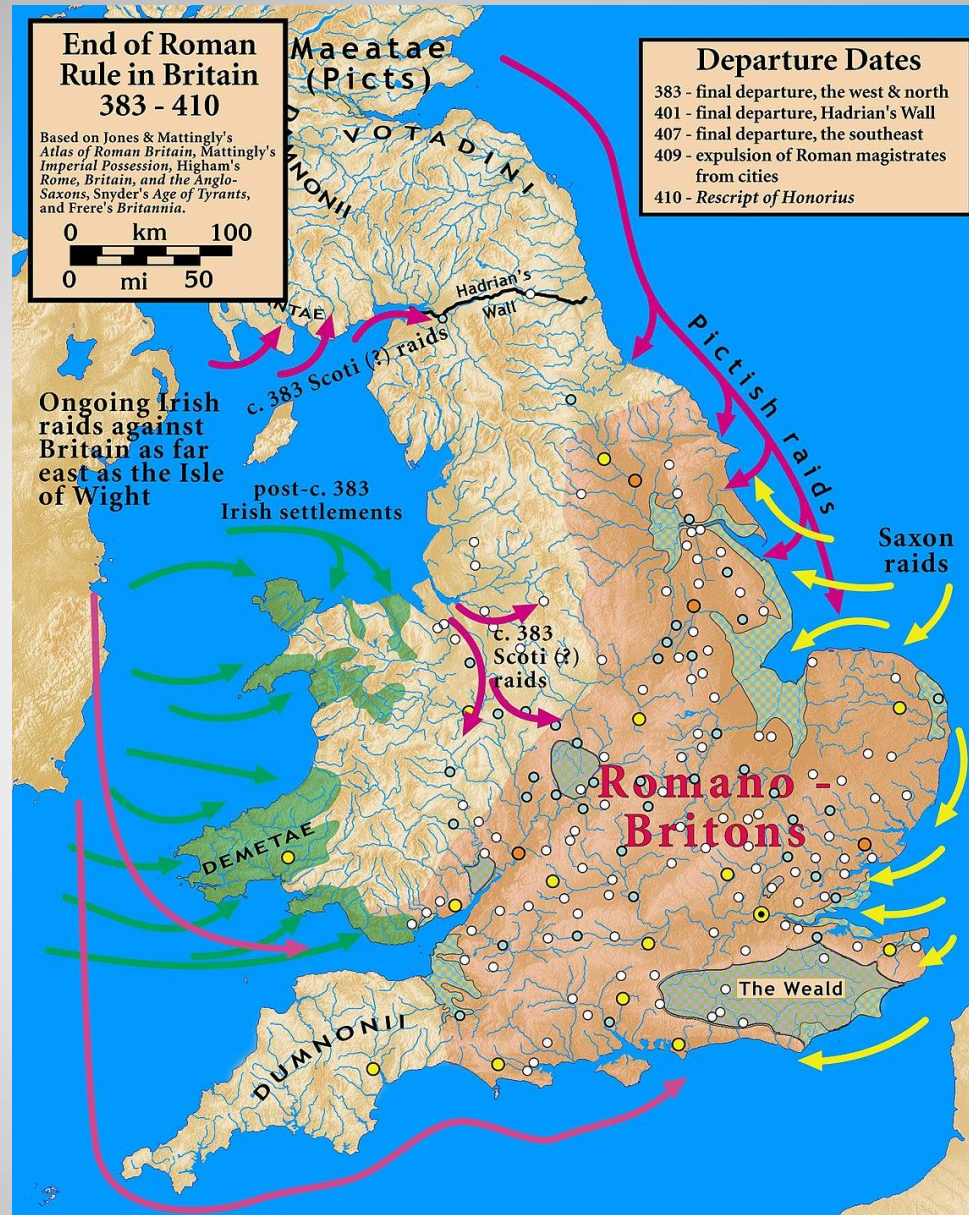 End of Roman
Rule in Britain
383 - 410
Based on Jones & Mattingly's
Atlas of Roman Britain, Mattingly's
Imperial Possession, Higham's
Rome, Britain, and the Anglo-
Saxons, Snyder's Age of Tyrants,
and Frere's Britannia.
0 km 100
0 mi 50
Maeatae
(Picts)
VOTADINI
MNONII
NTAE
Departure Dates
383 - final departure, the west & north
401 - final departure, Hadrian's Wall
407 - final departure, the southeast
409 - expulsion of Roman magistrates
from cities
410 - Rescript of Honorius
Hadrian's
Wall
c. 383 Scoti (?) raids
Pictish raids
Ongoing Irish
raids against
Britain as far
east as the Isle
of Wight
post-c. 383
Irish settlements
Saxon
raids
c. 383
Scoti (?)
raids
Romano -
Britons
DEMETAE
The Weald
DUMNONII